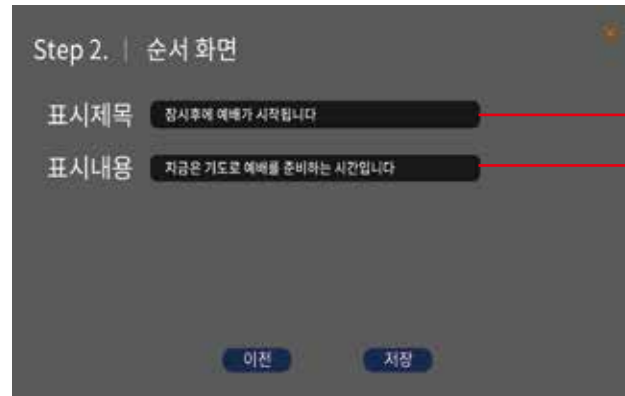 Step 2. | 순서 화면
표시제목 잠시후에 예배가 시작됩니다
표시내용 지금은 기도로 예배를 준비하는 시간입니다
이전 저장